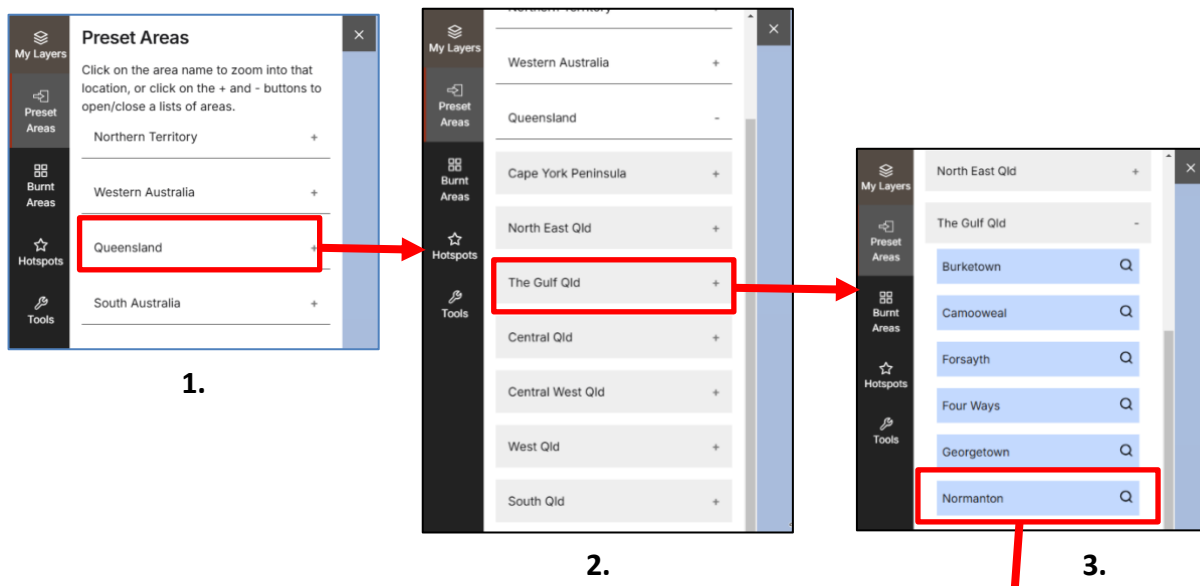 My Layers
Preset
Areas
Burnt
Areas
Hotspots
Tools
Preset Areas
Click on the area name to zoom into that
location, or click on the + and - buttons to
open/close a lists of areas.
Northern Territory +
Western Australia +
Queensland +
South Australia +
1.
My Layers
Preset
Areas
Burnt
Areas
Hotspots
Tools
Northern Territory
Western Australia +
Queensland -
Cape York Peninsula +
North East Qld +
The Gulf Qld +
Central Qld +
Central West Qld +
West Qld +
South Qld +
2.
My Layers
Preset
Areas
Burnt
Areas
Hotspots
Tools
North East Qld +
The Gulf Qld -
Burketown
Camooweal
Forsayth
Four Ways
Georgetown
Normanton
3.